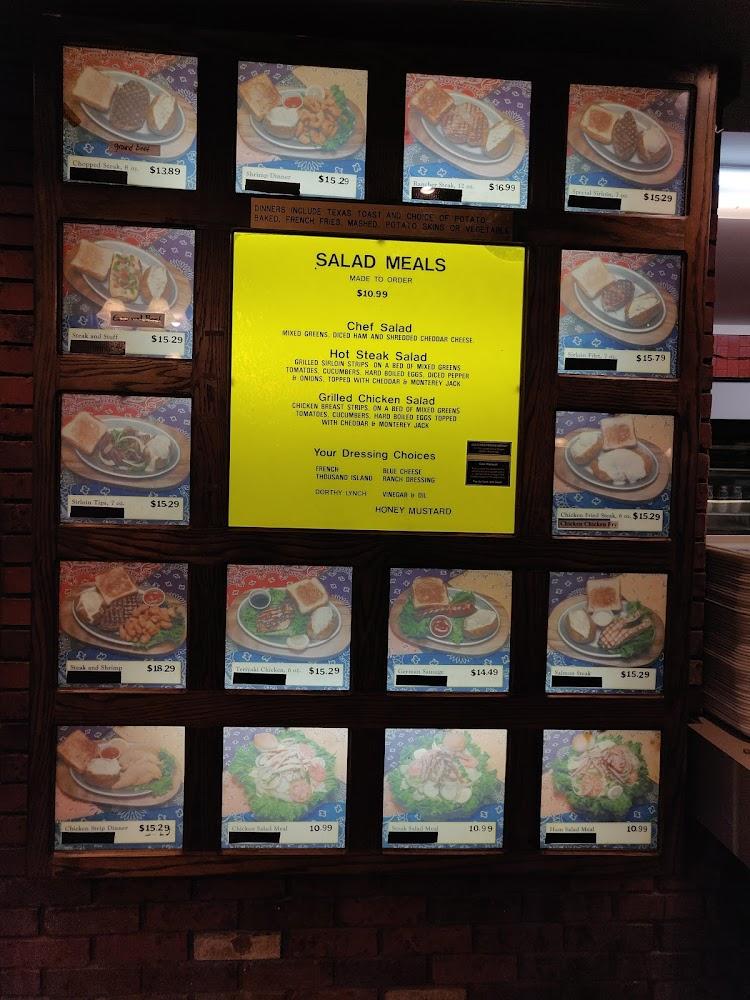 ground beef
Chopped Steak, 8 oz. $13.89
Shrimp Dinner $15.29
Rancher Steak, 12 oz. $16.99
Special Sirloin, 7 oz. $15.29
DINNERS INCLUDE TEXAS TOAST AND CHOICE OF POTATO
BAKED, FRENCH FRIES, MASHED, POTATO SKINS OR VEGETABLE
Steak and Stuff $15.29
SALAD MEALS
MADE TO ORDER
$10.99
Chef Salad
MIXED GREENS, DICED HAM AND SHREDDED CHEDDAR CHEESE
Hot Steak Salad
GRILLED SIRLOIN STRIPS, ON A BED OF MIXED GREENS
TOMATOES, CUCUMBERS, HARD BOILED EGGS, DICED PEPPER
& ONIONS, TOPPED WITH CHEDDAR & MONTEREY JACK
Grilled Chicken Salad
CHICKEN BREAST STRIPS, ON A BED OF MIXED GREENS
TOMATOES, CUCUMBERS, HARD BOILED EGGS TOPPED
WITH CHEDDAR & MONTEREY JACK
Your Dressing Choices
FRENCH BLUE CHEESE
THOUSAND ISLAND RANCH DRESSING
DORTHY LYNCH VINEGAR & OIL
HONEY MUSTARD
Sirloin Filet, 7 oz. $15.79
Sirloin Tips, 7 oz. $15.29
Chicken Fried Steak, 6 oz. $15.29
Chicken Chicken Fry
Steak and Shrimp $18.29
Teriyaki Chicken, 6 oz. $15.29
German Sausage $14.49
Salmon Steak $15.29
Chicken Strip Dinner $15.29
Chicken Salad Meal 10.99
Steak Salad Meal 10.99
Ham Salad Meal 10.99